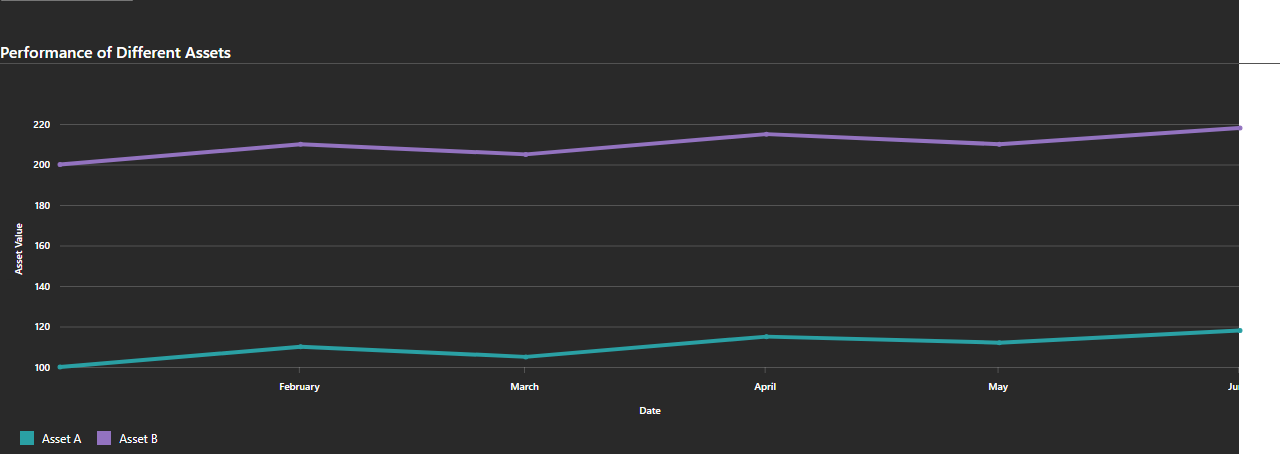 Performance of Different Assets
220
200
180
160
140
120
100
Asset Value
February
March
April
May
Date
Asset A
Asset B